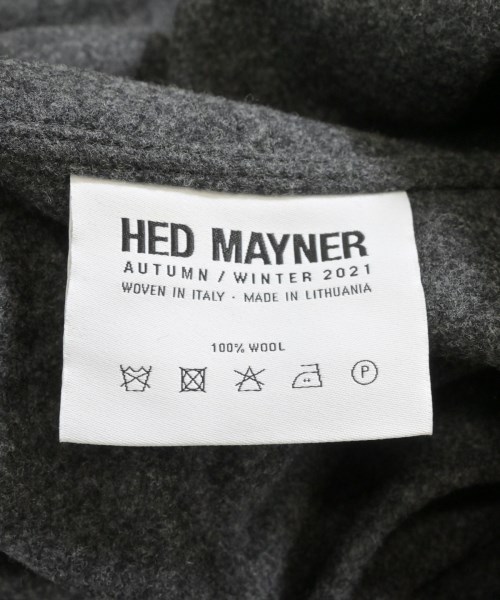 HED MAYNER
AUTUMN / WINTER 2021
WOVEN IN ITALY · MADE IN LITHUANIA
100% WOOL
P